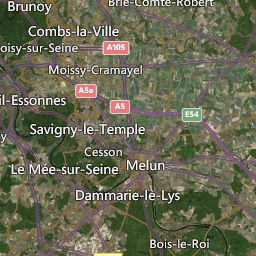 Brunoy
Brie-Comte-Robert
Combs-la-Ville
oisy-sur-Seine
A105
Moissy-Cramayel
A5a
il-Essonnes
A5
E54
Savigny-le-Temple
Cesson
Le Mée-sur-Seine
Melun
Dammarie-lè-Lys
Bois-le-Roi